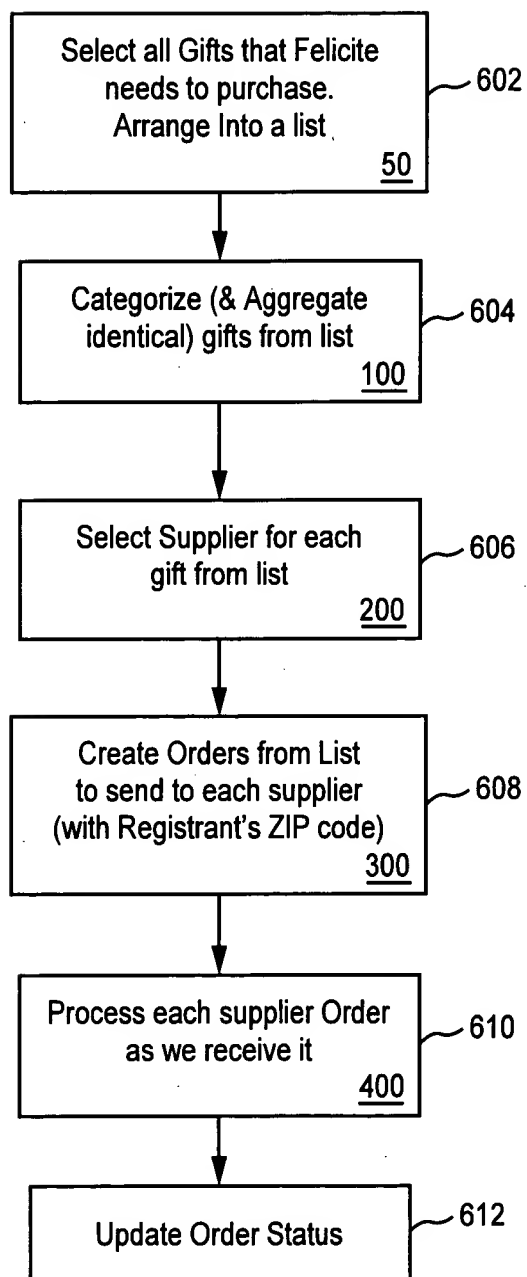 Select all Gifts that Felicite
needs to purchase.
Arrange Into a list
50
602
Categorize (& Aggregate
identical) gifts from list
100
604
Select Supplier for each
gift from list
200
606
Create Orders from List
to send to each supplier
(with Registrant's ZIP code)
300
608
Process each supplier Order
as we receive it
400
610
Update Order Status
612